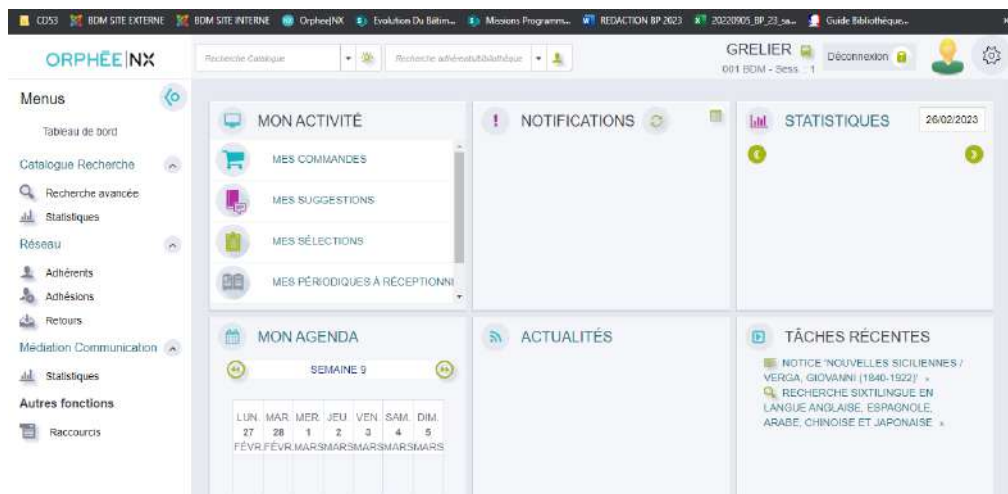 CD53 BDM SITE EXTERNE BDM SITE INTERNE Orphee|NX Evolution Du Bâtim... Missions Programm... REDACTION BP 2023 20220905_BP_23_sa... Guide Bibliothèque...
ORPHÉE|NX
Recherche Catalogue
Recherche adhérents/bibliothèque
GRELIER
001 BDM - Sess. : 1
Déconnexion
Menus
Tableau de bord
Catalogue Recherche
Recherche avancée
Statistiques
Réseau
Adhérents
Adhésions
Retours
Médiation Communication
Statistiques
Autres fonctions
Raccourcis
MON ACTIVITÉ
MES COMMANDES
MES SUGGESTIONS
MES SÉLECTIONS
MES PÉRIODIQUES À RÉCEPTIONN
NOTIFICATIONS
STATISTIQUES
26/02/2023
MON AGENDA
SEMAINE 9
LUN. MAR. MER. JEU. VEN. SAM. DIM.
27 28 1 2 3 4 5
FÉVR. FÉVR. MARS MARS MARS MARS MARS
ACTUALITÉS
TÂCHES RÉCENTES
NOTICE 'NOUVELLES SICILIENNES /
VERGA, GIOVANNI (1840-1922)' ×
RECHERCHE SIXTILINGUE EN
LANGUE ANGLAISE, ESPAGNOLE,
ARABE, CHINOISE ET JAPONAISE ×